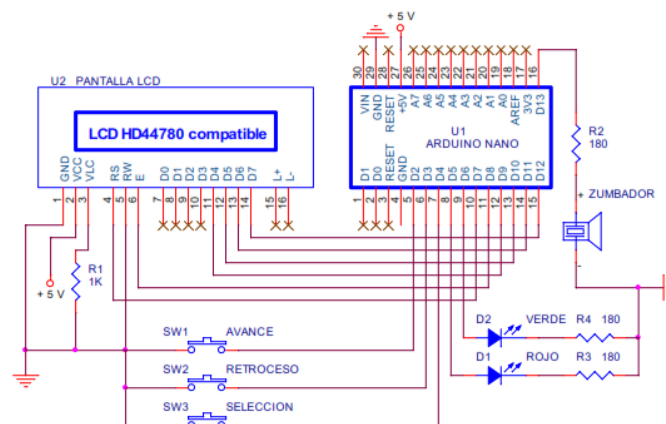 + 5 V
U2 PANTALLA LCD
LCD HD44780 compatible
GND VCC VLC RS RW E D0 D1 D2 D3 D4 D5 D6 D7 L+ L-
1 2 3 4 5 6 7 8 9 10 11 12 13 14 15 16
30 29 28 27 26 25 24 23 22 21 20 19 18 17 16
VIN GND RESET +5V A7 A6 A5 A4 A3 A2 A1 A0 AREF 3V3 D13
U1
ARDUINO NANO
D1 D0 RESET GND D2 D3 D4 D5 D6 D7 D8 D9 D10 D11 D12
1 2 3 4 5 6 7 8 9 10 11 12 13 14 15
R2
180
+ ZUMBADOR
-
R1
1K
+ 5 V
SW1 AVANCE
SW2 RETROCESO
SW3 SELECCION
D2 VERDE R4 180
D1 ROJO R3 180